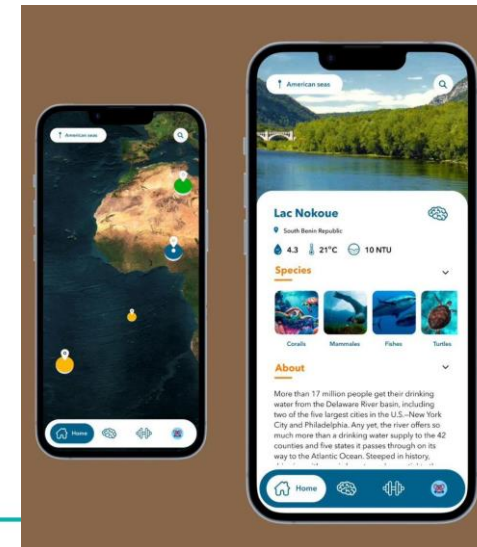 American seas
Home
American seas
Lac Nokoue
South Benin Republic
4.3 21°C 10 NTU
Species
Corails Mammales Fishes Turtles
About
More than 17 million people get their drinking
water from the Delaware River basin, including
two of the five largest cities in the U.S.–New York
City and Philadelphia. Any yet, the river offers so
much more than a drinking water supply to the 42
counties and five states it passes through on its
way to the Atlantic Ocean. Steeped in history,
Home